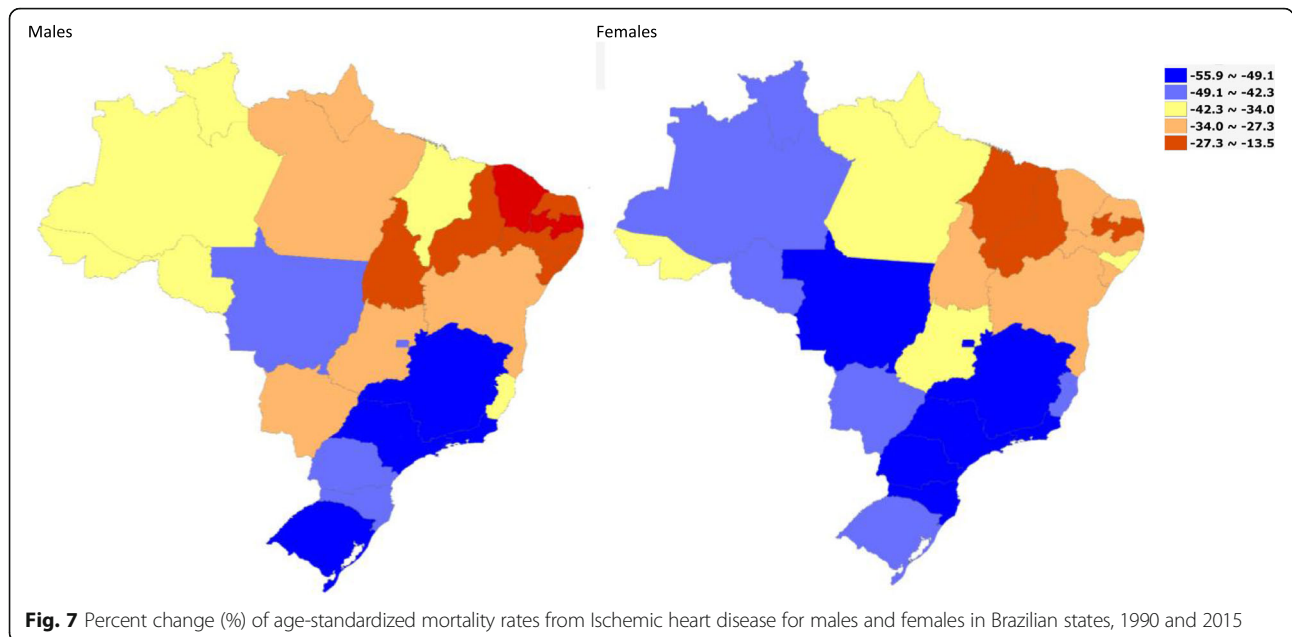 Males
Females
-55.9 ~ -49.1
-49.1 ~ -42.3
-42.3 ~ -34.0
-34.0 ~ -27.3
-27.3 ~ -13.5
Fig. 7 Percent change (%) of age-standardized mortality rates from Ischemic heart disease for males and females in Brazilian states, 1990 and 2015